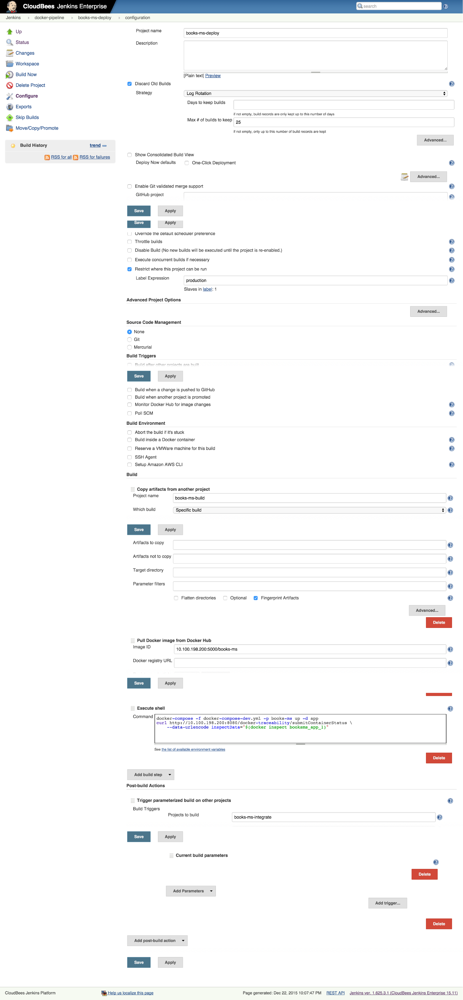 CloudBees Jenkins Enterprise
search
Jenkins docker-pipeline books-ms-deploy configuration
Up
Status
Changes
Workspace
Build Now
Delete Project
Configure
Exports
Skip Builds
Move/Copy/Promote
Build History trend
RSS for all RSS for failures
Project name books-ms-deploy
Description
[Plain text] Preview
Discard Old Builds
Strategy Log Rotation
Days to keep builds
if not empty, build records are only kept up to this number of days
Max # of builds to keep 25
if not empty, only up to this number of build records are kept
Advanced...
Show Consolidated Build View
Deploy Now defaults One-Click Deployment
Advanced...
Enable Git validated merge support
GitHub project
Save Apply
Save Apply
Override the default scheduler preference
Throttle builds
Disable Build (No new builds will be executed until the project is re-enabled.)
Execute concurrent builds if necessary
Restrict where this project can be run
Label Expression production
Slaves in label: 1
Advanced Project Options
Advanced...
Source Code Management
None
Git
Mercurial
Build Triggers
Build after other projects are built
Save Apply
Build when a change is pushed to GitHub
Build when another project is promoted
Monitor Docker Hub for image changes
Poll SCM
Build Environment
Abort the build if it's stuck
Build inside a Docker container
Reserve a VMWare machine for this build
SSH Agent
Setup Amazon AWS CLI
Build
Copy artifacts from another project
Project name books-ms-build
Which build Specific build
Save Apply
Artifacts to copy
Artifacts not to copy
Target directory
Parameter filters
Flatten directories Optional Fingerprint Artifacts
Advanced...
Delete
Pull Docker image from Docker Hub
Image ID 10.100.198.200:5000/books-ms
Docker registry URL
Save Apply
Execute shell
Command docker-compose -f docker-compose-dev.yml -p books-ms up -d app
curl http://10.100.198.200:8080/docker-traceability/submitContainerStatus \
--data-urlencode inspectData="$(docker inspect booksms_app_1)"
See the list of available environment variables
Delete
Add build step
Post-build Actions
Trigger parameterized build on other projects
Build Triggers
Projects to build books-ms-integrate
Save Apply
Current build parameters
Delete
Add Parameters
Add trigger...
Delete
Add post-build action
Save Apply
CloudBees Jenkins Platform Help us localize this page Page generated: Dec 22, 2015 10:07:47 PM REST API Jenkins ver. 1.625.3.1 (CloudBees Jenkins Enterprise 15.11)